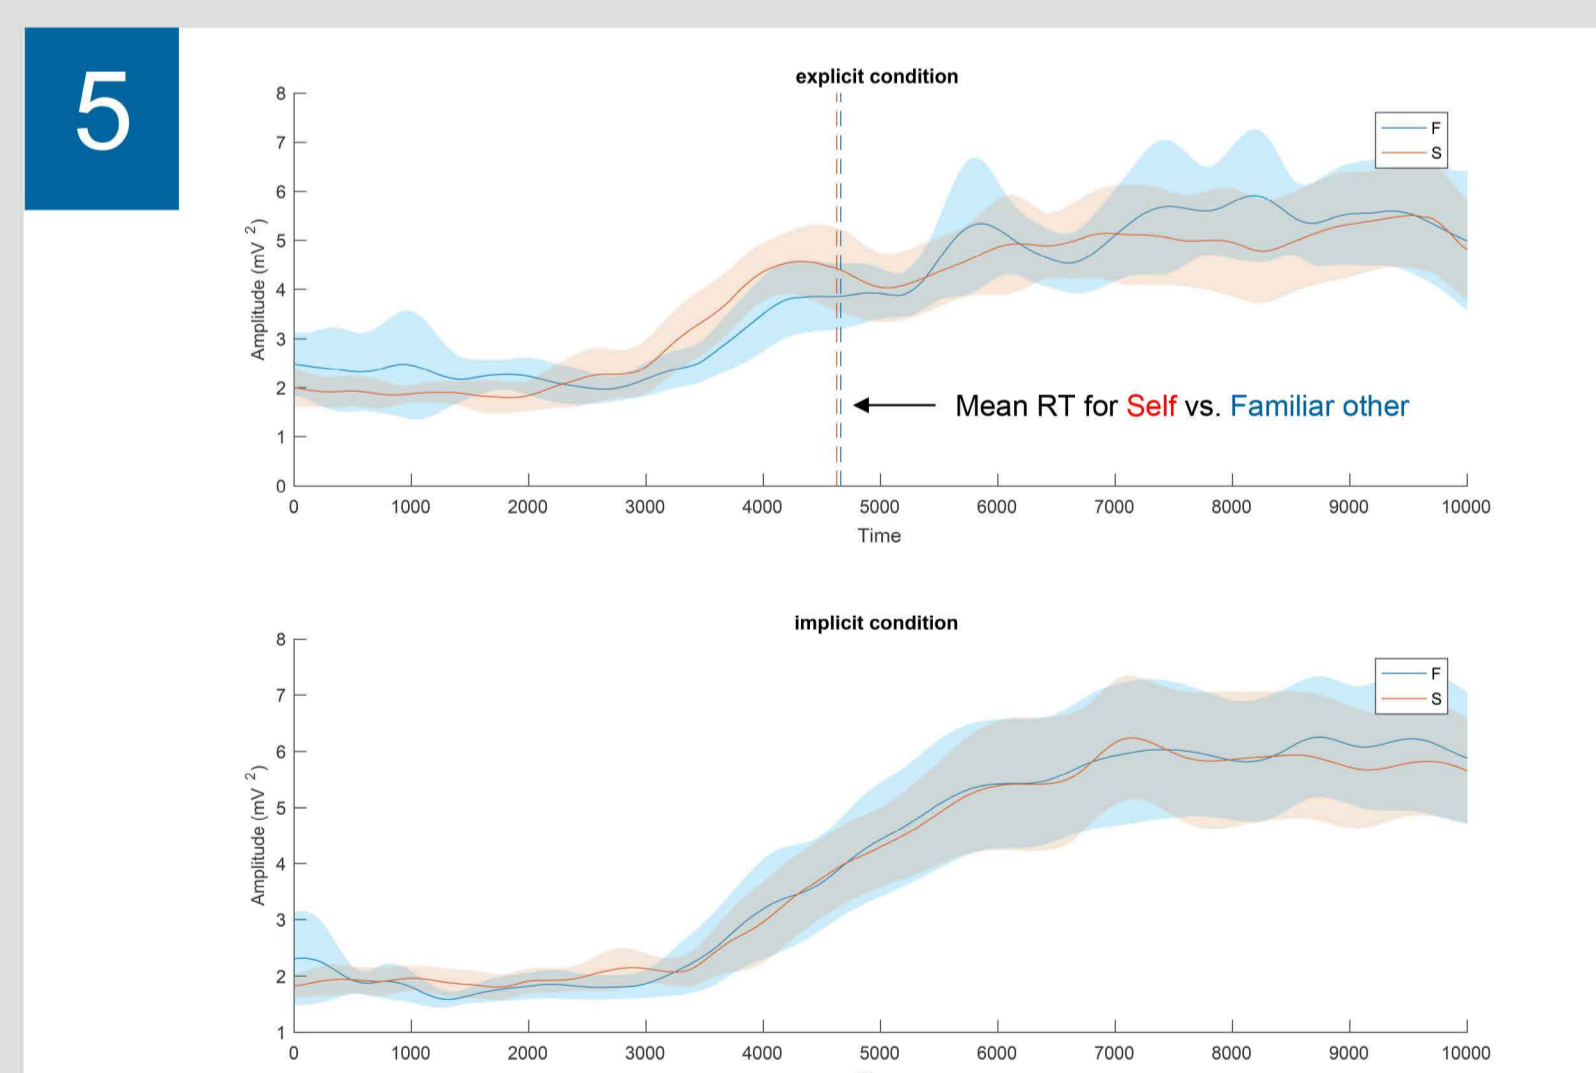 5
explicit condition
8
7
6
5
4
3
2
1
0
Amplitude (mV ²)
F
S
Mean RT for Self vs. Familiar other
0 1000 2000 3000 4000 5000 6000 7000 8000 9000 10000
Time
implicit condition
8
7
6
5
4
3
2
1
Amplitude (mV ²)
F
S
0 1000 2000 3000 4000 5000 6000 7000 8000 9000 10000